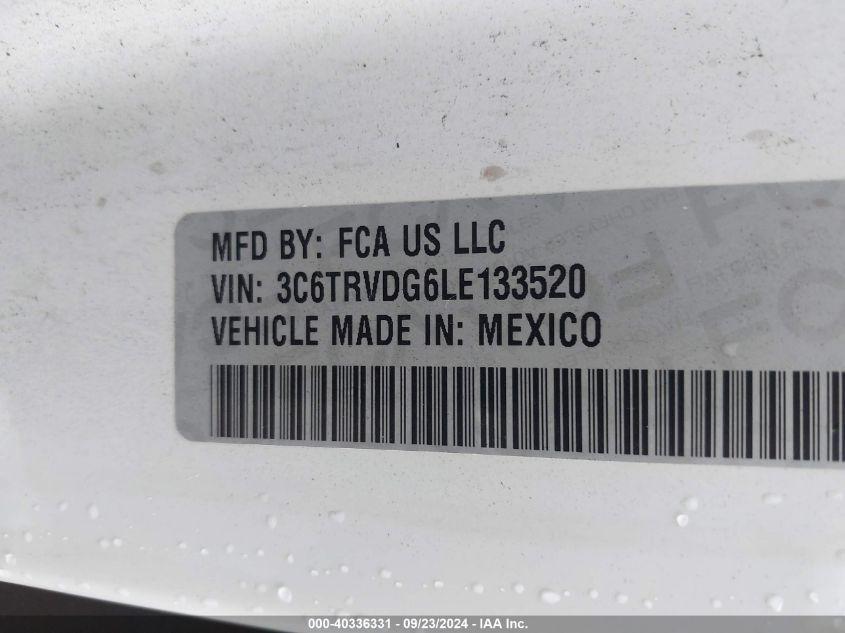 MFD BY: FCA US LLC
VIN: 3C6TRVDG6LE133520
VEHICLE MADE IN: MEXICO
000-40336331 - 09/23/2024 - IAA Inc.